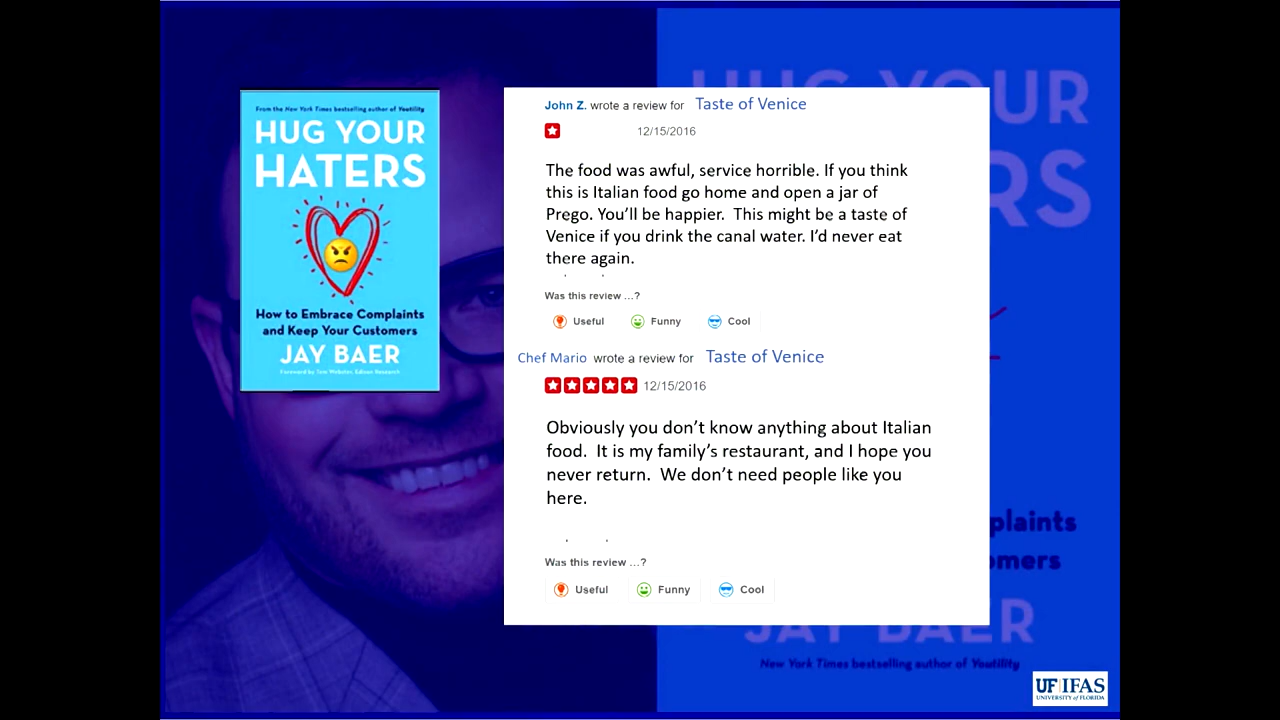 From the New York Times bestselling author of Youtility
HUG YOUR
HATERS
How to Embrace Complaints
and Keep Your Customers
JAY BAER
Foreword by Tom Webster, Edison Research
John Z. wrote a review for Taste of Venice
12/15/2016
The food was awful, service horrible. If you think
this is Italian food go home and open a jar of
Prego. You’ll be happier.  This might be a taste of
Venice if you drink the canal water. I’d never eat
there again.
Was this review …?
Useful Funny Cool
Chef Mario wrote a review for Taste of Venice
12/15/2016
Obviously you don’t know anything about Italian
food.  It is my family’s restaurant, and I hope you
never return.  We don’t need people like you
here.
Was this review …?
Useful Funny Cool
HUG YOUR
RS
plaints
omers
JAY BAER
New York Times bestselling author of Youtility
UF IFAS
UNIVERSITY of FLORIDA